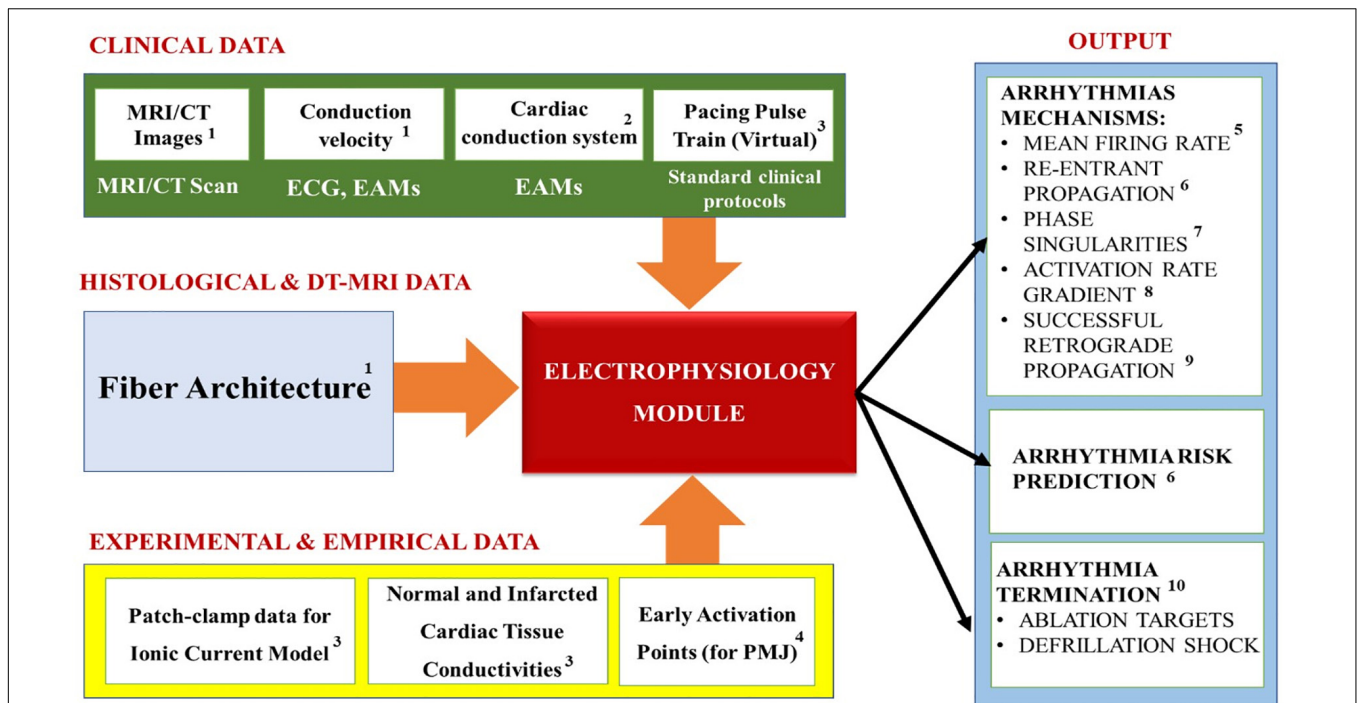 CLINICAL DATA
MRI/CT
Images 1
Conduction
velocity 1
Cardiac
conduction system 2
Pacing Pulse
Train (Virtual) 3
MRI/CT Scan
ECG, EAMs
EAMs
Standard clinical
protocols
HISTOLOGICAL & DT-MRI DATA
Fiber Architecture 1
ELECTROPHYSIOLOGY
MODULE
EXPERIMENTAL & EMPIRICAL DATA
Patch-clamp data for
Ionic Current Model 3
Normal and Infarcted
Cardiac Tissue
Conductivities 3
Early Activation
Points (for PMJ) 4
OUTPUT
ARRHYTHMIAS
MECHANISMS:
• MEAN FIRING RATE 5
• RE-ENTRANT
PROPAGATION 6
• PHASE
SINGULARITIES 7
• ACTIVATION RATE
GRADIENT 8
• SUCCESSFUL
RETROGRADE
PROPAGATION 9
ARRHYTHMIA RISK
PREDICTION 6
ARRHYTHMIA
TERMINATION 10
• ABLATION TARGETS
• DEFRILLATION SHOCK